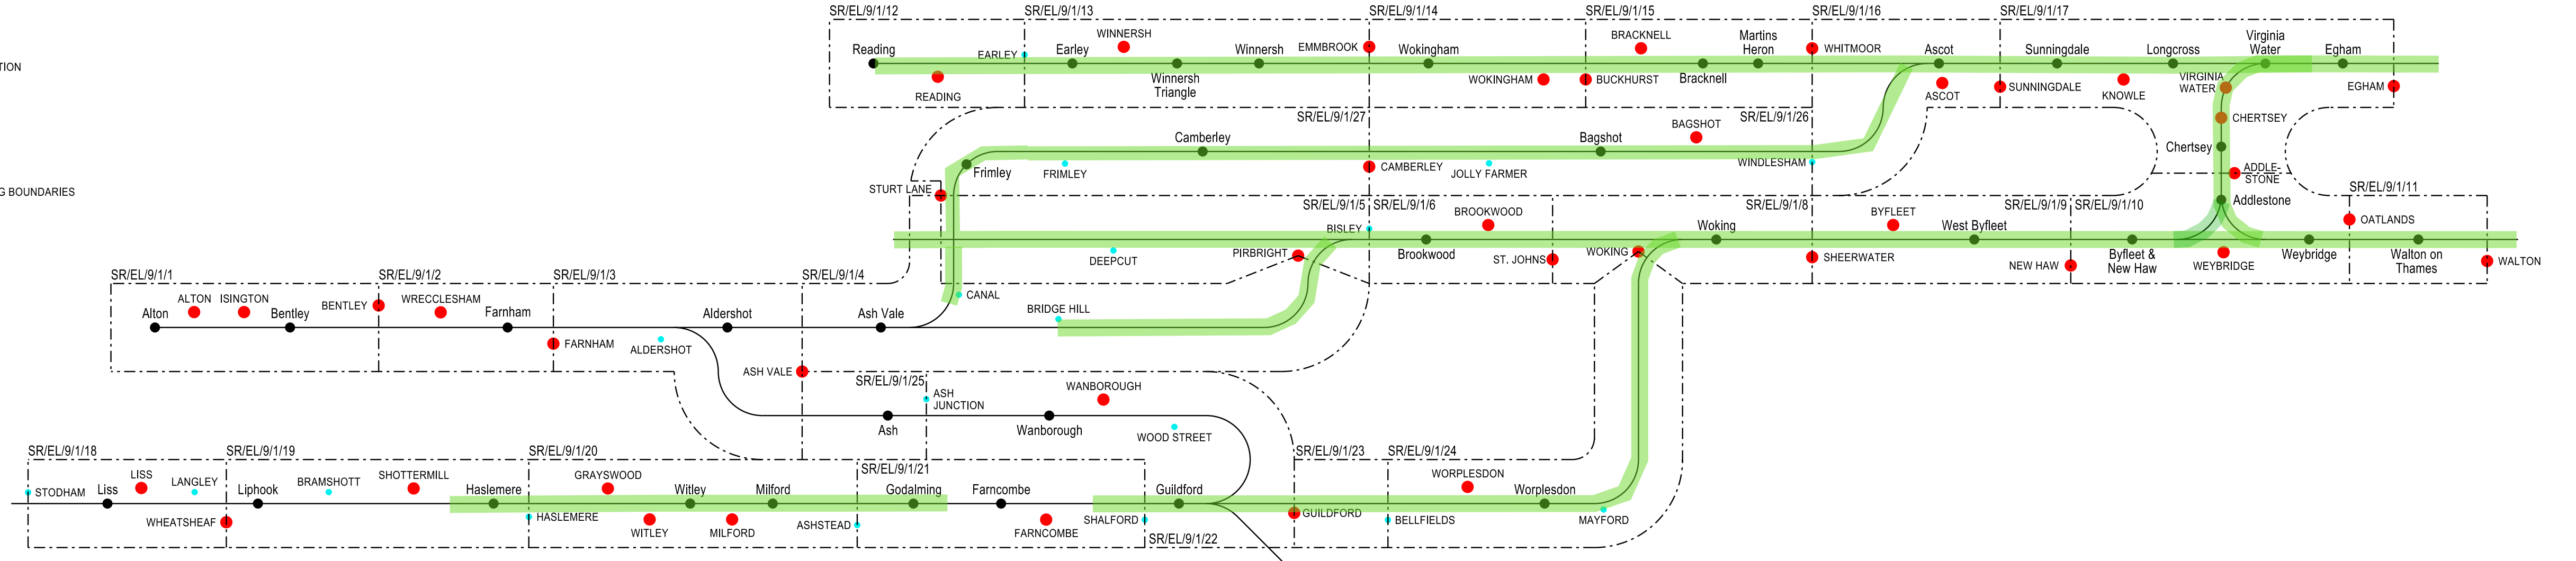 TION
G BOUNDARIES
SR/EL/9/1/12
SR/EL/9/1/13
SR/EL/9/1/14
SR/EL/9/1/15
SR/EL/9/1/16
SR/EL/9/1/17
Reading
EARLEY
Earley
WINNERSH
Winnersh
EMMBROOK
Wokingham
BRACKNELL
Martins
Heron
WHITMOOR
Ascot
Sunningdale
Longcross
Virginia
Water
Egham
READING
Winnersh
Triangle
WOKINGHAM
BUCKHURST
Bracknell
ASCOT
SUNNINGDALE
KNOWLE
VIRGINIA
WATER
EGHAM
SR/EL/9/1/27
SR/EL/9/1/26
Camberley
Bagshot
BAGSHOT
CHERTSEY
Chertsey
Frimley
FRIMLEY
CAMBERLEY
JOLLY FARMER
WINDLESHAM
ADDLE-
STONE
STURT LANE
SR/EL/9/1/5
SR/EL/9/1/6
SR/EL/9/1/8
SR/EL/9/1/9
SR/EL/9/1/10
SR/EL/9/1/11
Addlestone
BISLEY
BROOKWOOD
Woking
BYFLEET
West Byfleet
OATLANDS
DEEPCUT
PIRBRIGHT
Brookwood
ST. JOHNS
WOKING
SHEERWATER
NEW HAW
Byfleet &
New Haw
WEYBRIDGE
Weybridge
Walton on
Thames
WALTON
SR/EL/9/1/1
SR/EL/9/1/2
SR/EL/9/1/3
SR/EL/9/1/4
ALTON
ISINGTON
BENTLEY
WRECCLESHAM
CANAL
Alton
Bentley
Farnham
Aldershot
Ash Vale
BRIDGE HILL
FARNHAM
ALDERSHOT
ASH VALE
SR/EL/9/1/25
ASH
JUNCTION
WANBOROUGH
Ash
Wanborough
WOOD STREET
SR/EL/9/1/18
SR/EL/9/1/19
SR/EL/9/1/20
SR/EL/9/1/21
SR/EL/9/1/23
SR/EL/9/1/24
STODHAM
Liss
LISS
LANGLEY
Liphook
BRAMSHOTT
SHOTTERMILL
Haslemere
GRAYSWOOD
Witley
Milford
Godalming
Farncombe
Guildford
WORPLESDON
Worplesdon
WHEATSHEAF
HASLEMERE
WITLEY
MILFORD
ASHSTEAD
FARNCOMBE
SHALFORD
GUILDFORD
BELLFIELDS
MAYFORD
SR/EL/9/1/22